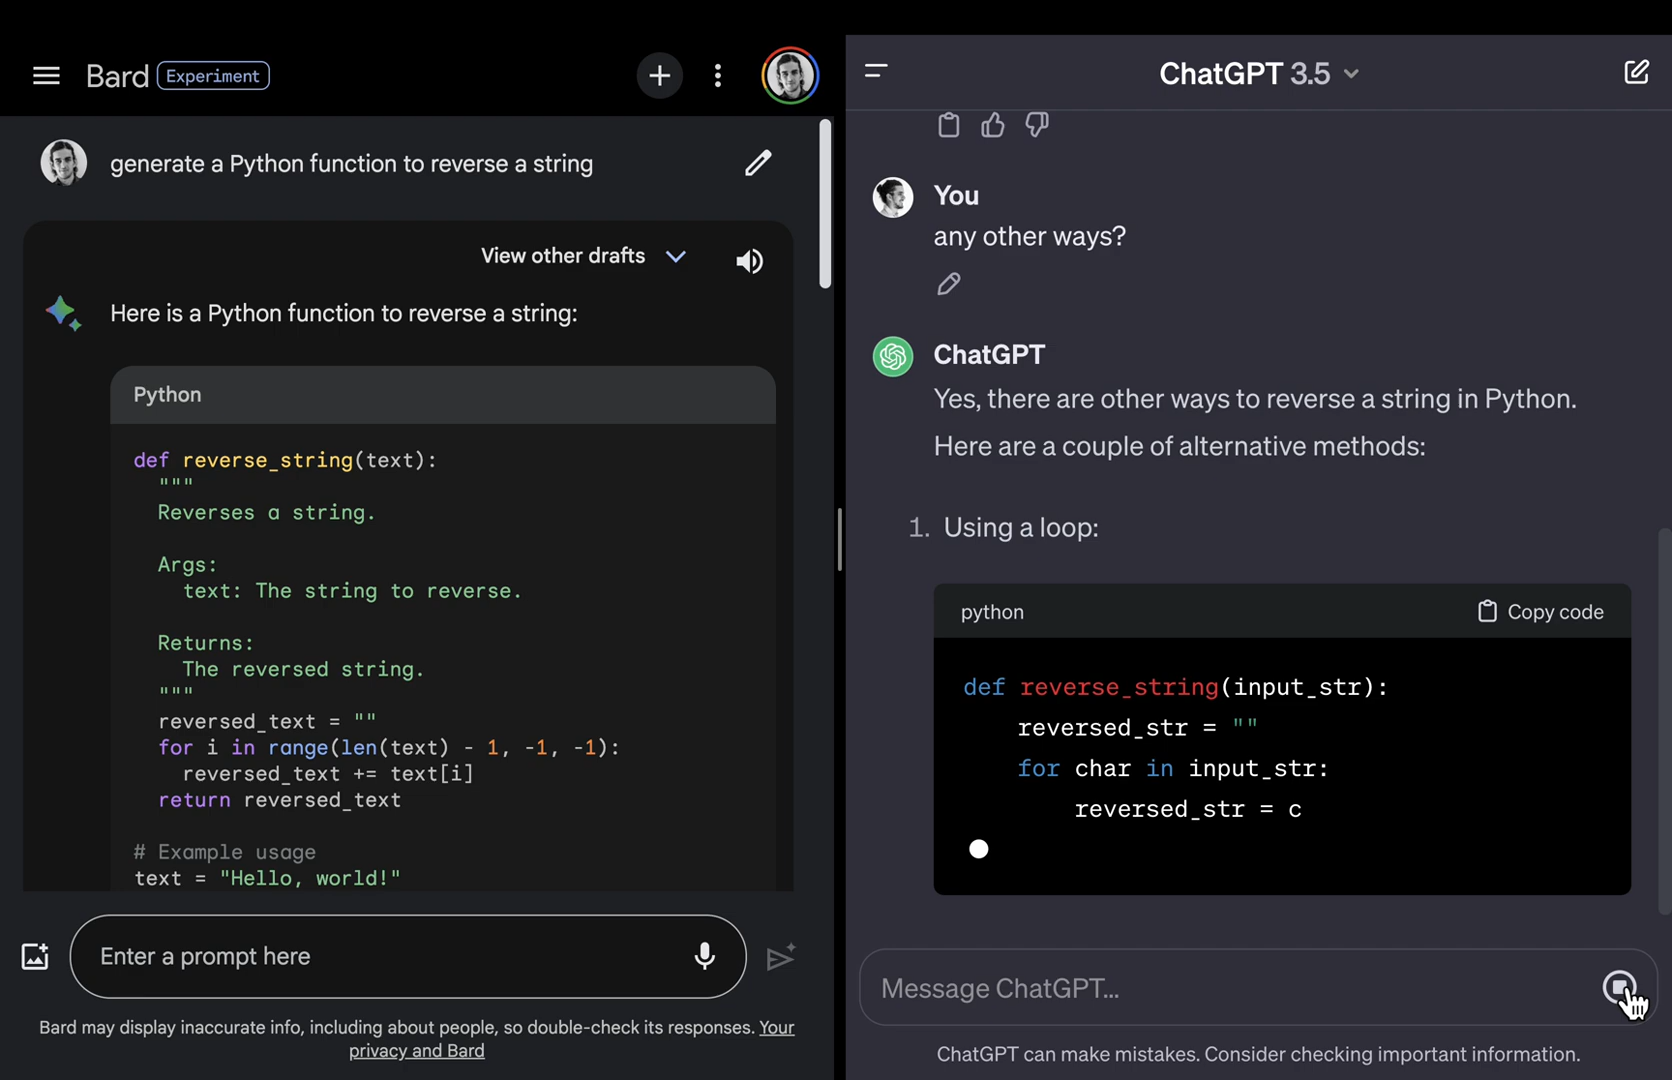 Bard Experiment
generate a Python function to reverse a string
View other drafts
Here is a Python function to reverse a string:
Python
def reverse_string(text):
  """
  Reverses a string.

  Args:
    text: The string to reverse.

  Returns:
    The reversed string.
  """
  reversed_text = ""
  for i in range(len(text) - 1, -1, -1):
    reversed_text += text[i]
  return reversed_text

# Example usage
text = "Hello, world!"
Enter a prompt here
Bard may display inaccurate info, including about people, so double-check its responses. Your
privacy and Bard
ChatGPT 3.5
You
any other ways?
ChatGPT
Yes, there are other ways to reverse a string in Python.
Here are a couple of alternative methods:
1. Using a loop:
python
Copy code
def reverse_string(input_str):
    reversed_str = ""
    for char in input_str:
        reversed_str = c
Message ChatGPT...
ChatGPT can make mistakes. Consider checking important information.